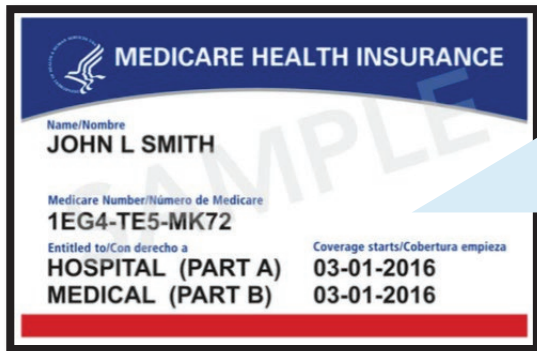 MEDICARE HEALTH INSURANCE
Name/Nombre
JOHN L SMITH
Medicare Number/Número de Medicare
1EG4-TE5-MK72
Entitled to/Con derecho a Coverage starts/Cobertura empieza
HOSPITAL (PART A) 03-01-2016
MEDICAL (PART B) 03-01-2016
SAMPLE